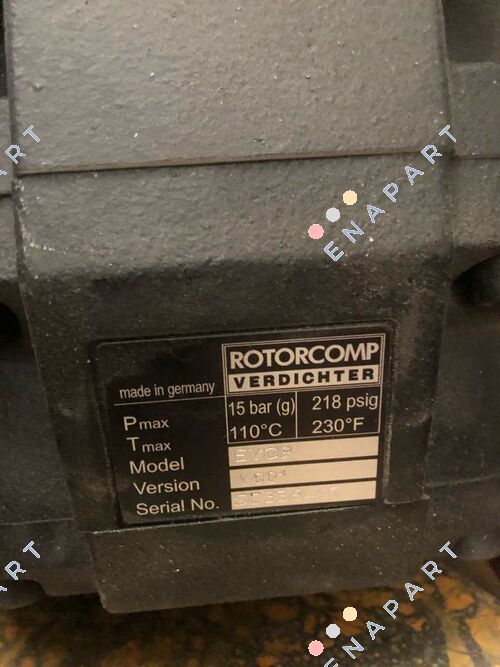 ENAPART
ROTORCOMP
VERDICHTER
made in germany
Pmax 15 bar (g) 218 psig
Tmax 110°C 230°F
Model
Version
Serial No.
ENAPART